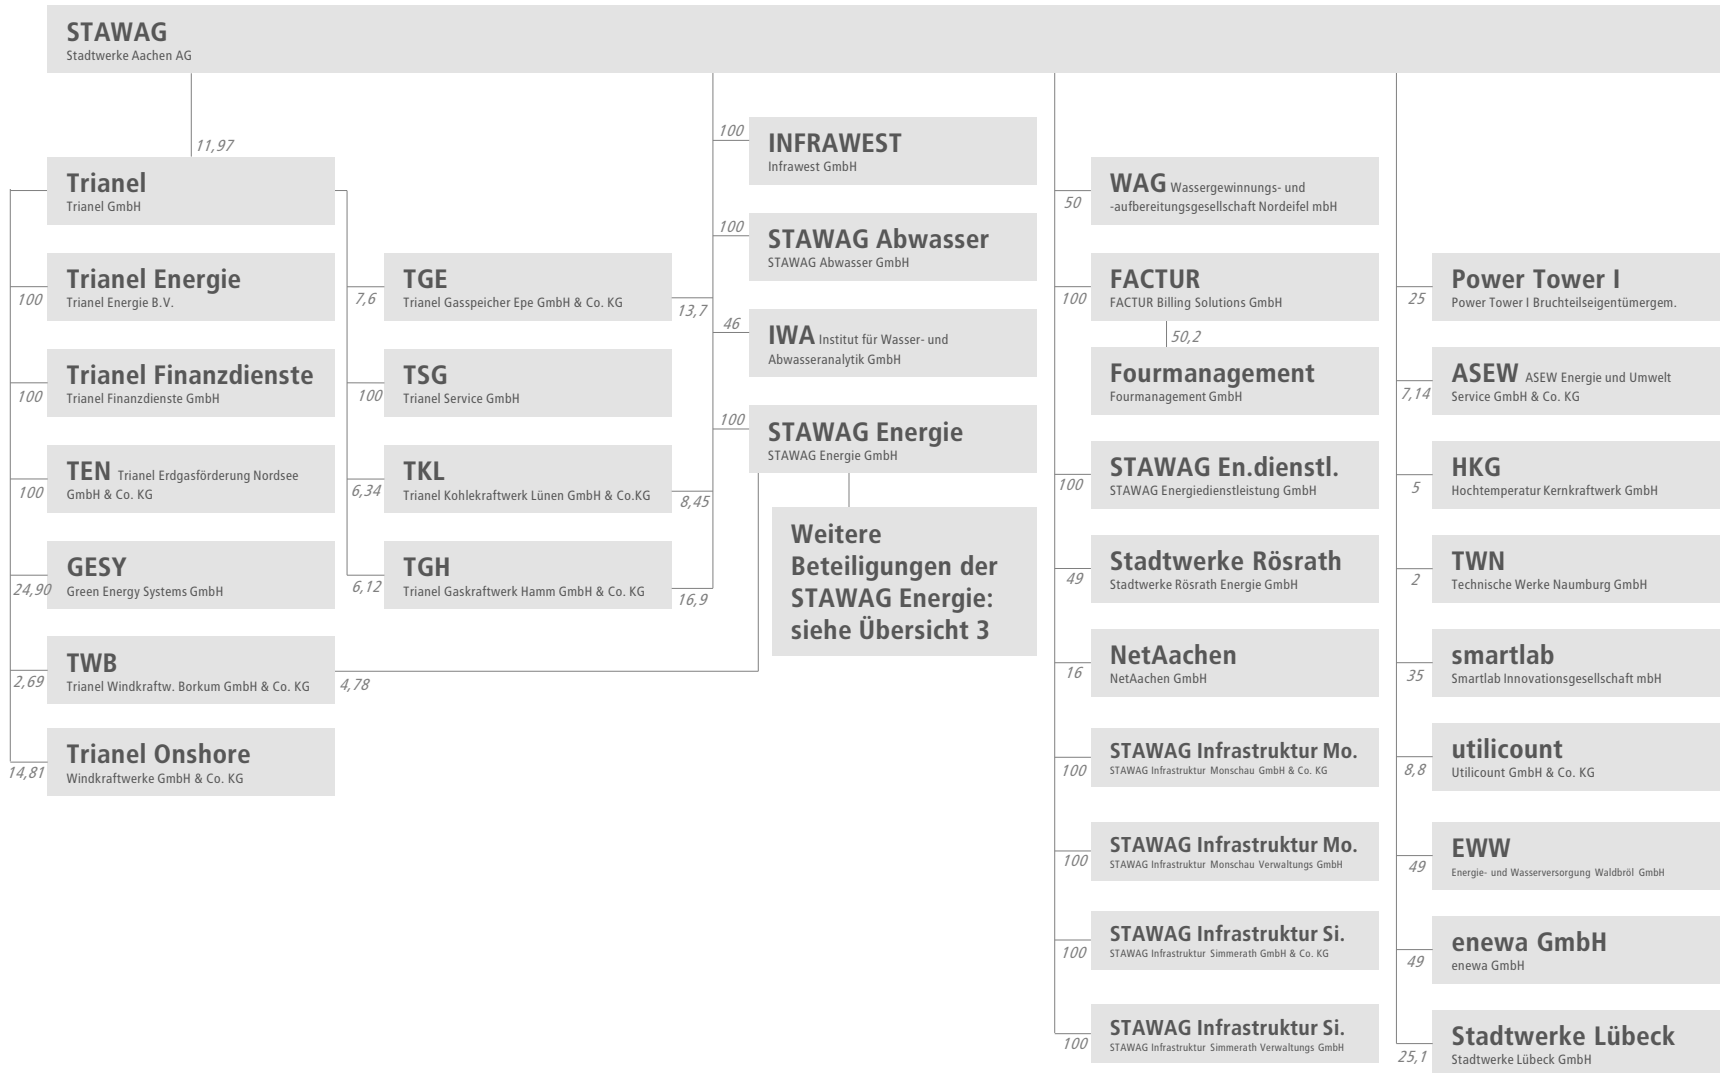 STAWAG
Stadtwerke Aachen AG
11,97
Trianel
Trianel GmbH
100
Trianel Energie
Trianel Energie B.V.
100
Trianel Finanzdienste
Trianel Finanzdienste GmbH
100
TEN Trianel Erdgasförderung Nordsee
GmbH & Co. KG
24,90
GESY
Green Energy Systems GmbH
2,69
TWB
Trianel Windkraftw. Borkum GmbH & Co. KG
4,78
14,81
Trianel Onshore
Windkraftwerke GmbH & Co. KG
7,6
TGE
Trianel Gasspeicher Epe GmbH & Co. KG
13,7
100
TSG
Trianel Service GmbH
6,34
TKL
Trianel Kohlekraftwerk Lünen GmbH & Co.KG
8,45
6,12
TGH
Trianel Gaskraftwerk Hamm GmbH & Co. KG
16,9
100
INFRAWEST
Infrawest GmbH
100
STAWAG Abwasser
STAWAG Abwasser GmbH
46
IWA Institut für Wasser- und
Abwasseranalytik GmbH
100
STAWAG Energie
STAWAG Energie GmbH
Weitere
Beteiligungen der
STAWAG Energie:
siehe Übersicht 3
50
WAG Wassergewinnungs- und
-aufbereitungsgesellschaft Nordeifel mbH
100
FACTUR
FACTUR Billing Solutions GmbH
50,2
Fourmanagement
Fourmanagement GmbH
100
STAWAG En.dienstl.
STAWAG Energiedienstleistung GmbH
49
Stadtwerke Rösrath
Stadtwerke Rösrath Energie GmbH
16
NetAachen
NetAachen GmbH
100
STAWAG Infrastruktur Mo.
STAWAG Infrastruktur Monschau GmbH & Co. KG
100
STAWAG Infrastruktur Mo.
STAWAG Infrastruktur Monschau Verwaltungs GmbH
100
STAWAG Infrastruktur Si.
STAWAG Infrastruktur Simmerath GmbH & Co. KG
100
STAWAG Infrastruktur Si.
STAWAG Infrastruktur Simmerath Verwaltungs GmbH
25
Power Tower I
Power Tower I Bruchteilseigentümergem.
7,14
ASEW ASEW Energie und Umwelt
Service GmbH & Co. KG
5
HKG
Hochtemperatur Kernkraftwerk GmbH
2
TWN
Technische Werke Naumburg GmbH
35
smartlab
Smartlab Innovationsgesellschaft mbH
8,8
utilicount
Utilicount GmbH & Co. KG
49
EWW
Energie- und Wasserversorgung Waldbröl GmbH
49
enewa GmbH
enewa GmbH
25,1
Stadtwerke Lübeck
Stadtwerke Lübeck GmbH